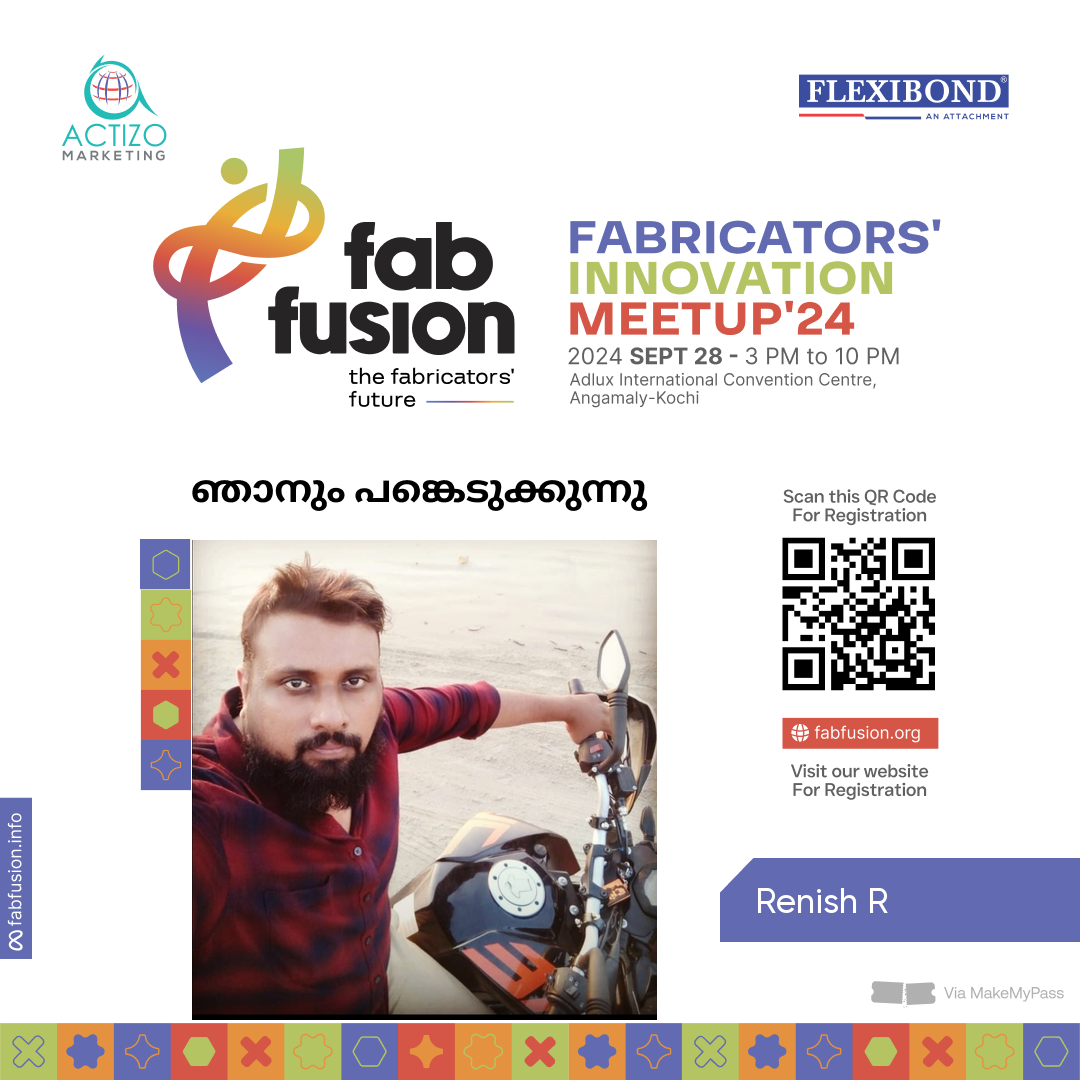 ACTIZO
MARKETING
FLEXIBOND®
AN ATTACHMENT
fab
fusion
the fabricators'
future
FABRICATORS'
INNOVATION
MEETUP'24
2024 SEPT 28 - 3 PM to 10 PM
Adlux International Convention Centre,
Angamaly-Kochi
ഞാനും പങ്കെടുക്കുന്നു
Scan this QR Code
For Registration
fabfusion.org
Visit our website
For Registration
fabfusion.info
Renish R
Via MakeMyPass